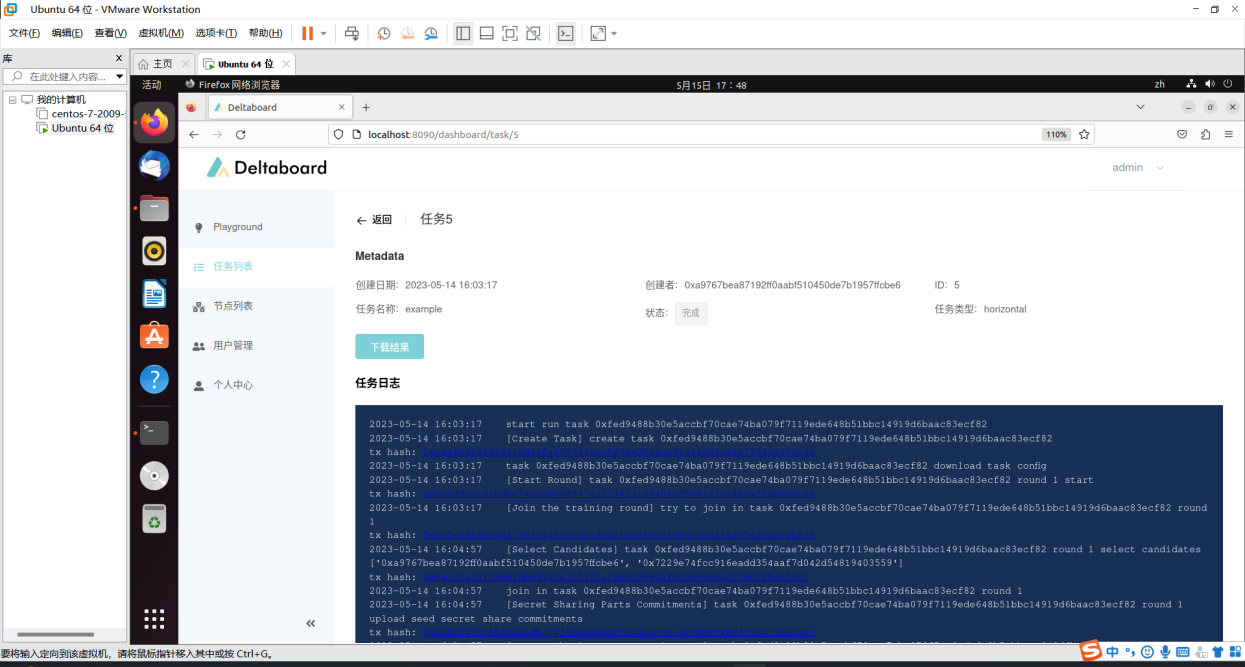 Ubuntu 64 位 - VMware Workstation
文件(F) 编辑(E) 查看(V) 虚拟机(M) 选项卡(T) 帮助(H)
库
在此处键入内容...
我的计算机
centos-7-2009-
Ubuntu 64 位
主页
Ubuntu 64 位
活动
Firefox 网络浏览器
5月15日 17：48
zh
Deltaboard
localhost:8090/dashboard/task/5
110%
Deltaboard
admin
Playground
任务列表
节点列表
用户管理
个人中心
返回
任务5
Metadata
创建日期: 2023-05-14 16:03:17
创建者: 0xa9767bea87192ff0aabf510450de7b1957ffcbe6
ID: 5
任务名称: example
状态: 完成
任务类型: horizontal
下载结果
任务日志
2023-05-14 16:03:17 start run task 0xfed9488b30e5accbf70cae74ba079f7119ede648b51bbc14919d6baac83ecf82
2023-05-14 16:03:17 [Create Task] create task 0xfed9488b30e5accbf70cae74ba079f7119ede648b51bbc14919d6baac83ecf82
tx hash:
2023-05-14 16:03:17 task 0xfed9488b30e5accbf70cae74ba079f7119ede648b51bbc14919d6baac83ecf82 download task config
2023-05-14 16:03:17 [Start Round] task 0xfed9488b30e5accbf70cae74ba079f7119ede648b51bbc14919d6baac83ecf82 round 1 start
tx hash:
2023-05-14 16:03:17 [Join the training round] try to join in task 0xfed9488b30e5accbf70cae74ba079f7119ede648b51bbc14919d6baac83ecf82 round
1
tx hash:
2023-05-14 16:04:57 [Select Candidates] task 0xfed9488b30e5accbf70cae74ba079f7119ede648b51bbc14919d6baac83ecf82 round 1 select candidates
['0xa9767bea87192ff0aabf510450de7b1957ffcbe6', '0x7229e74fcc916eadd354aaf7d042d54819403559']
tx hash:
2023-05-14 16:04:57 join in task 0xfed9488b30e5accbf70cae74ba079f7119ede648b51bbc14919d6baac83ecf82 round 1
2023-05-14 16:04:57 [Secret Sharing Parts Commitments] task 0xfed9488b30e5accbf70cae74ba079f7119ede648b51bbc14919d6baac83ecf82 round 1
upload seed secret share commitments
tx hash:
要将输入定向到该虚拟机，请将鼠标指针移入其中或按 Ctrl+G。
中